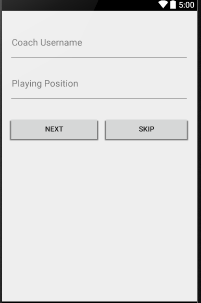 5:00
Coach Username
Playing Position
NEXT SKIP